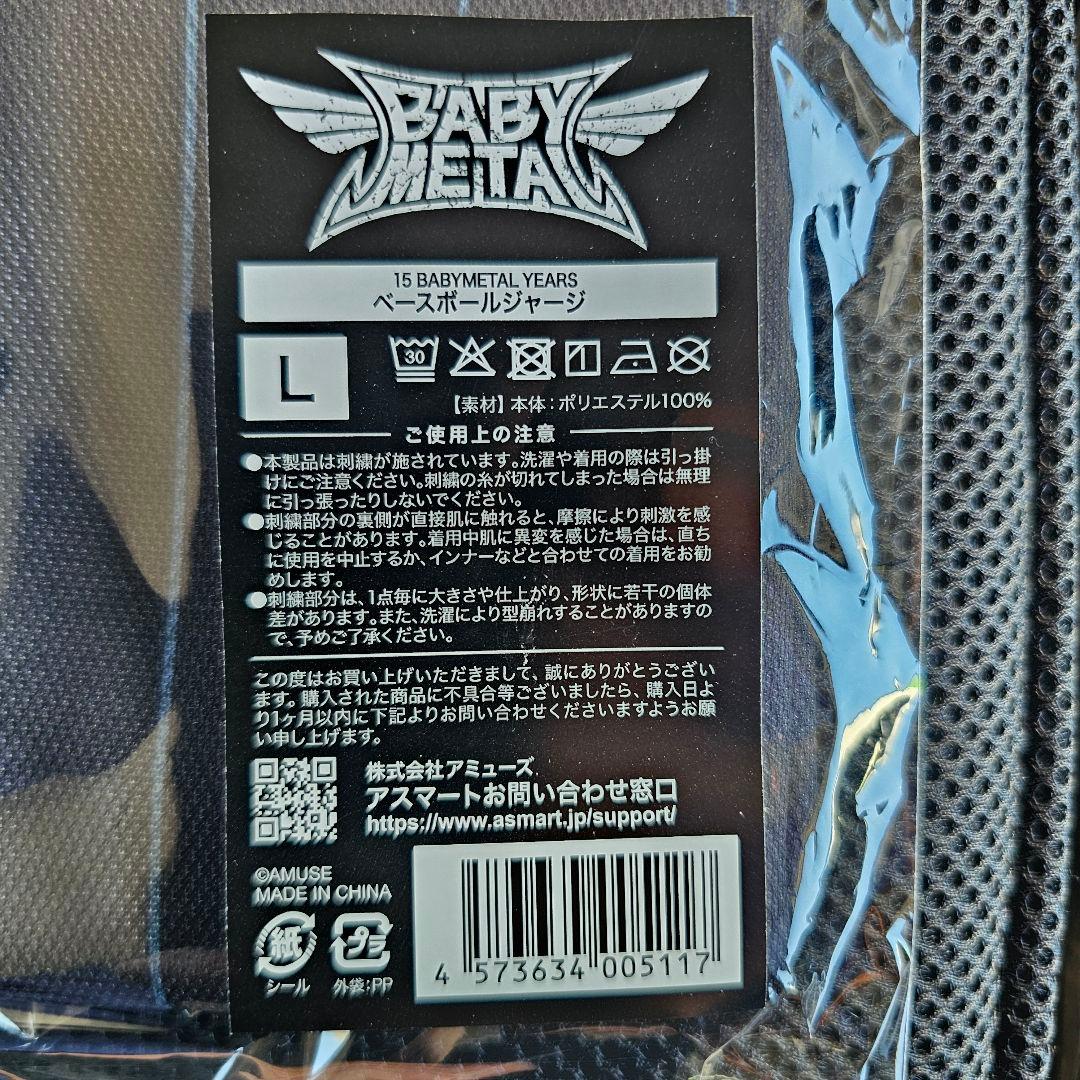 BABY
METAL
15 BABYMETAL YEARS
ベースボールジャージ
L
30
【素材】本体:ポリエステル100%
ご使用上の注意
●本製品は刺繍が施されています。洗濯や着用の際は引っ掛
けにご注意ください。刺繍の糸が切れてしまった場合は無理
に引っ張ったりしないでください。
●刺繍部分の裏側が直接肌に触れると、摩擦により刺激を感
じることがあります。着用中肌に異変を感じた場合は、直ち
に使用を中止するか、インナーなどと合わせての着用をお勧
めします。
●刺繍部分は、1点毎に大きさや仕上がり、形状に若干の個体
差があります。また、洗濯により型崩れすることがありますの
で、予めご了承ください。
この度はお買い上げいただきまして、誠にありがとうござい
ます。購入された商品に不具合等ございましたら、購入日よ
り1ヶ月以内に下記よりお問い合わせくださいますようお願
い申し上げます。
株式会社アミューズ
アスマートお問い合わせ窓口
https://www.asmart.jp/support/
©AMUSE
MADE IN CHINA
紙
プラ
シール
外袋:PP
4 573634 005117